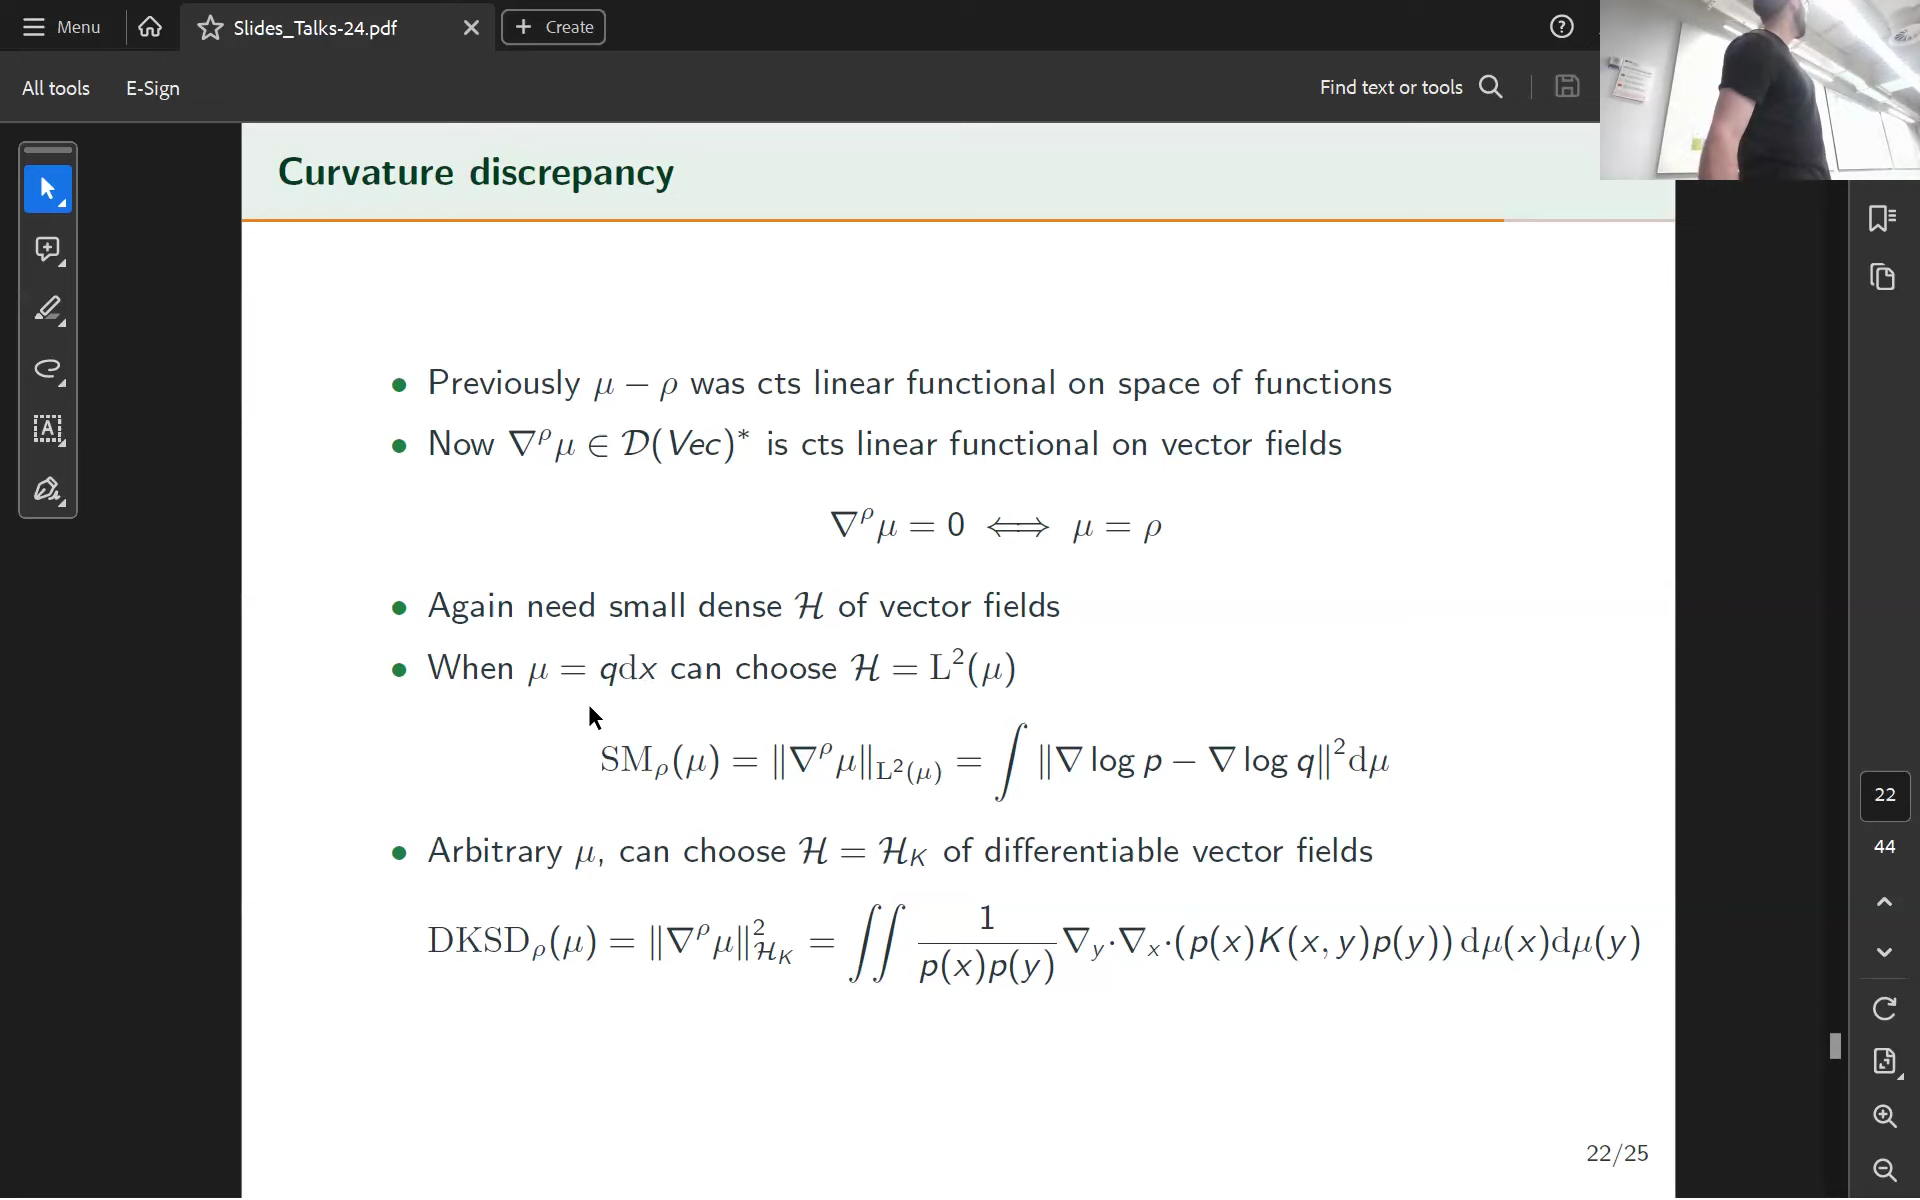 Menu
Slides_Talks-24.pdf
Create
All tools
E-Sign
Find text or tools
Curvature discrepancy
• Previously μ − ρ was cts linear functional on space of functions
• Now ∇^ρ μ ∈ 𝒟(Vec)* is cts linear functional on vector fields
∇^ρ μ = 0 ⟺ μ = ρ
• Again need small dense ℋ of vector fields
• When μ = qdx can choose ℋ = L²(μ)
SM_ρ(μ) = ‖∇^ρ μ‖_{L²(μ)} = ∫ ‖∇ log p − ∇ log q‖² dμ
• Arbitrary μ, can choose ℋ = ℋ_K of differentiable vector fields
DKSD_ρ(μ) = ‖∇^ρ μ‖²_{ℋ_K} = ∬ 1/(p(x)p(y)) ∇_y·∇_x·(p(x)K(x, y)p(y)) dμ(x)dμ(y)
22/25
22
44